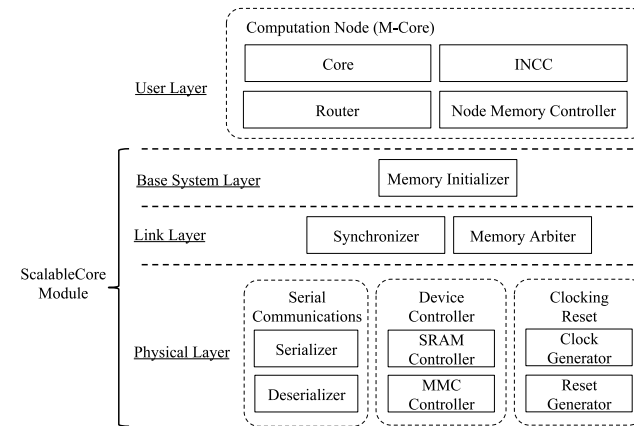 Computation Node (M-Core)
Core
INCC
User Layer
Router
Node Memory Controller
Base System Layer
Memory Initializer
Link Layer
Synchronizer
Memory Arbiter
ScalableCore
Module
Physical Layer
Serial
Communications
Serializer
Deserializer
Device
Controller
SRAM
Controller
MMC
Controller
Clocking
Reset
Clock
Generator
Reset
Generator